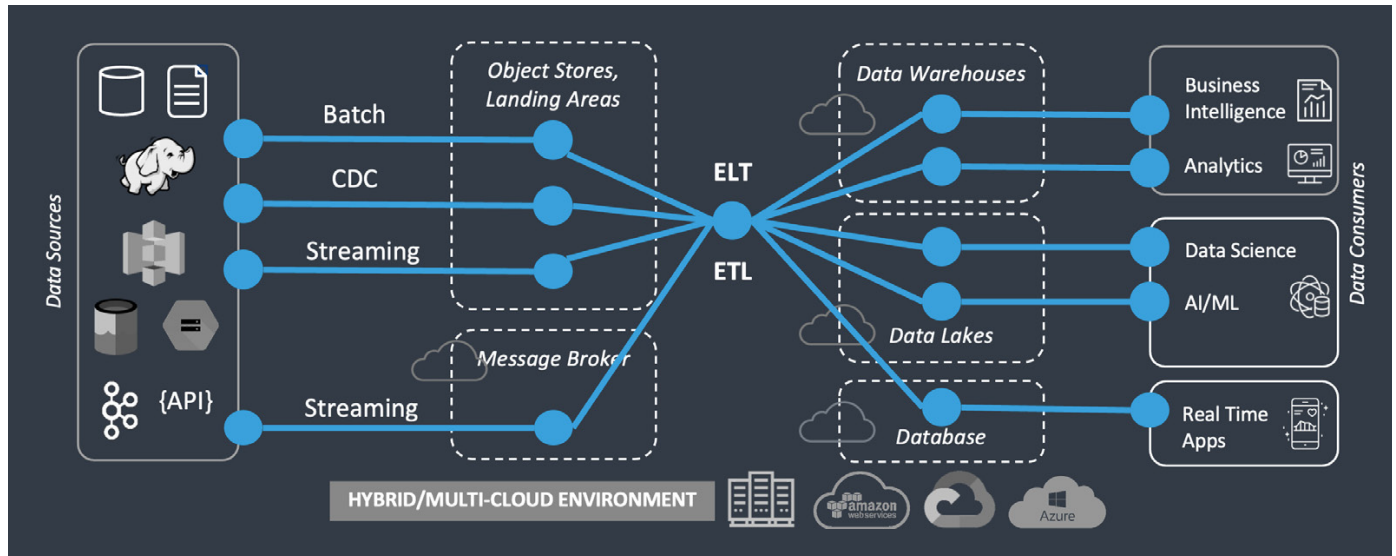 Data Sources
{API}
Batch
CDC
Streaming
Streaming
Object Stores,
Landing Areas
Message Broker
ELT
ETL
Data Warehouses
Data Lakes
Database
Business
Intelligence
Analytics
Data Science
AI/ML
Real Time
Apps
Data Consumers
HYBRID/MULTI-CLOUD ENVIRONMENT
amazon
webservices
Azure